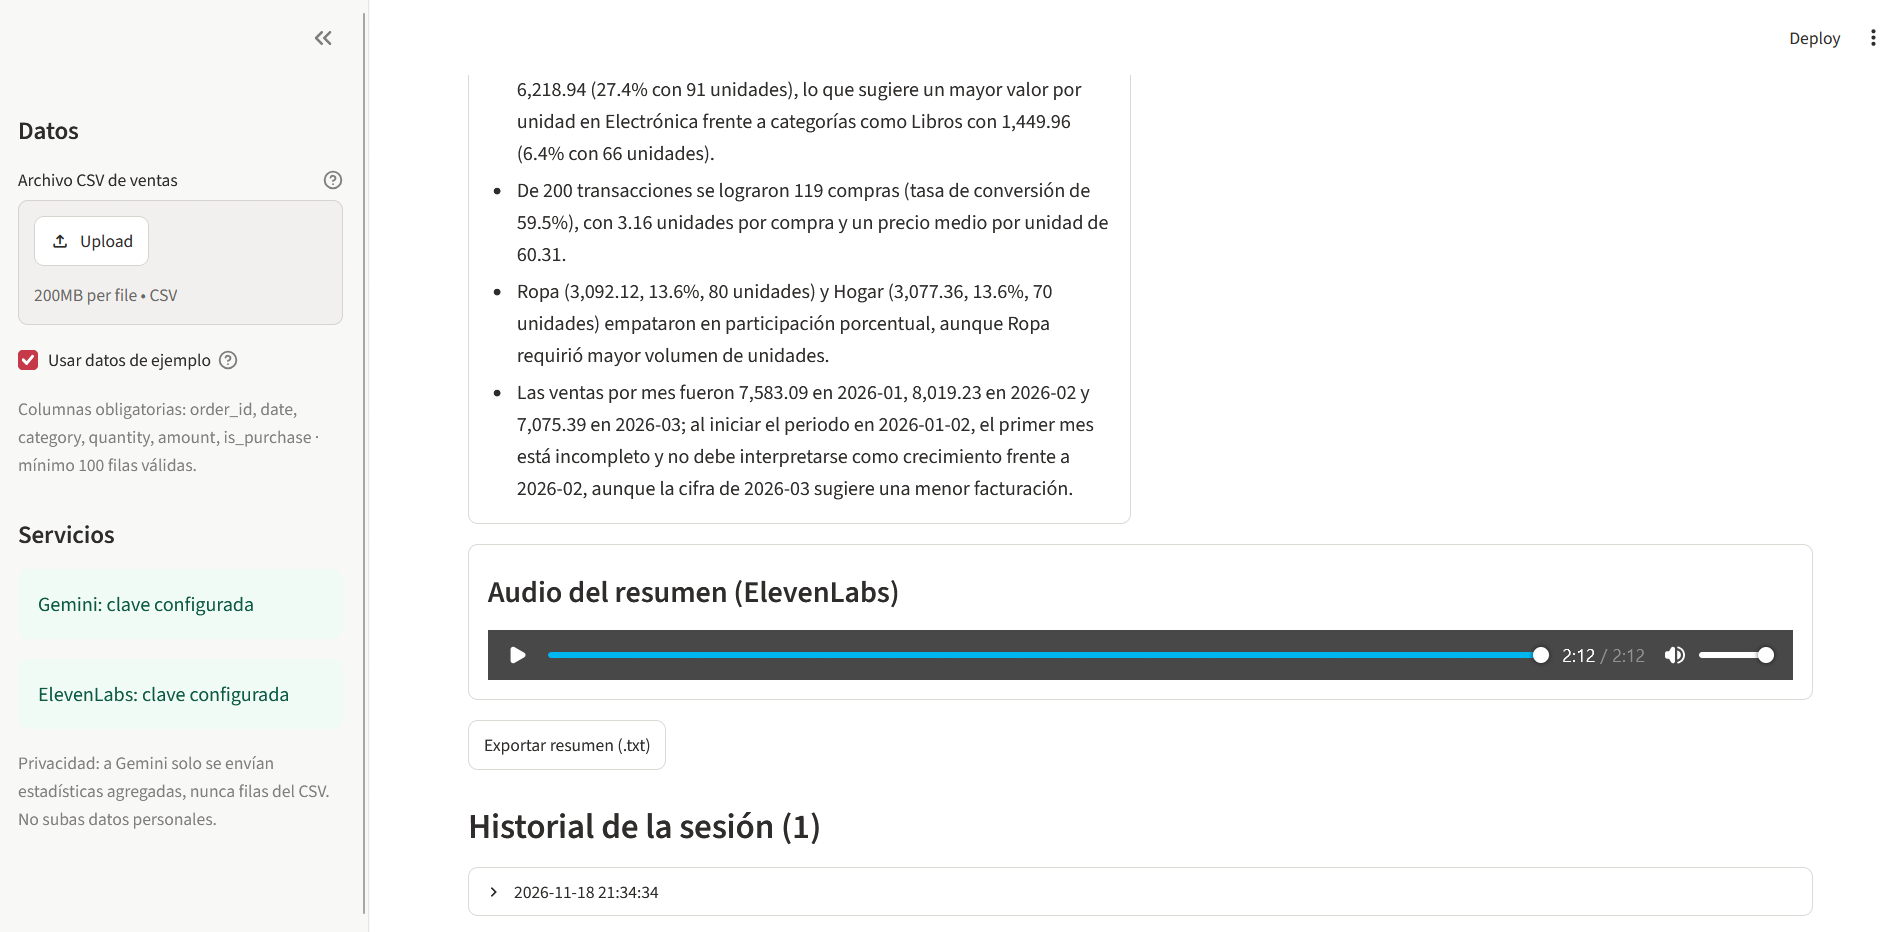 Datos
Archivo CSV de ventas
Upload
200MB per file • CSV
Usar datos de ejemplo
Columnas obligatorias: order_id, date,
category, quantity, amount, is_purchase ·
mínimo 100 filas válidas.
Servicios
Gemini: clave configurada
ElevenLabs: clave configurada
Privacidad: a Gemini solo se envían
estadísticas agregadas, nunca filas del CSV.
No subas datos personales.
Deploy
6,218.94 (27.4% con 91 unidades), lo que sugiere un mayor valor por
unidad en Electrónica frente a categorías como Libros con 1,449.96
(6.4% con 66 unidades).
• De 200 transacciones se lograron 119 compras (tasa de conversión de
59.5%), con 3.16 unidades por compra y un precio medio por unidad de
60.31.
• Ropa (3,092.12, 13.6%, 80 unidades) y Hogar (3,077.36, 13.6%, 70
unidades) empataron en participación porcentual, aunque Ropa
requirió mayor volumen de unidades.
• Las ventas por mes fueron 7,583.09 en 2026-01, 8,019.23 en 2026-02 y
7,075.39 en 2026-03; al iniciar el periodo en 2026-01-02, el primer mes
está incompleto y no debe interpretarse como crecimiento frente a
2026-02, aunque la cifra de 2026-03 sugiere una menor facturación.
Audio del resumen (ElevenLabs)
2:12 / 2:12
Exportar resumen (.txt)
Historial de la sesión (1)
2026-11-18 21:34:34